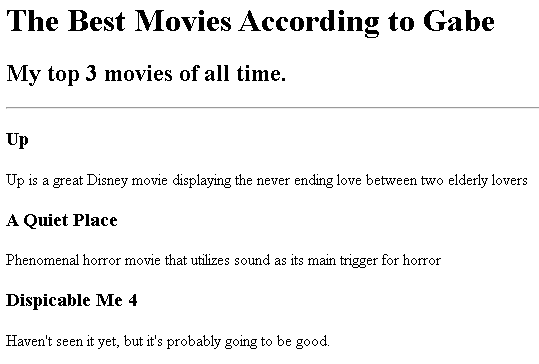 The Best Movies According to Gabe
My top 3 movies of all time.
Up
Up is a great Disney movie displaying the never ending love between two elderly lovers
A Quiet Place
Phenomenal horror movie that utilizes sound as its main trigger for horror
Dispicable Me 4
Haven't seen it yet, but it's probably going to be good.